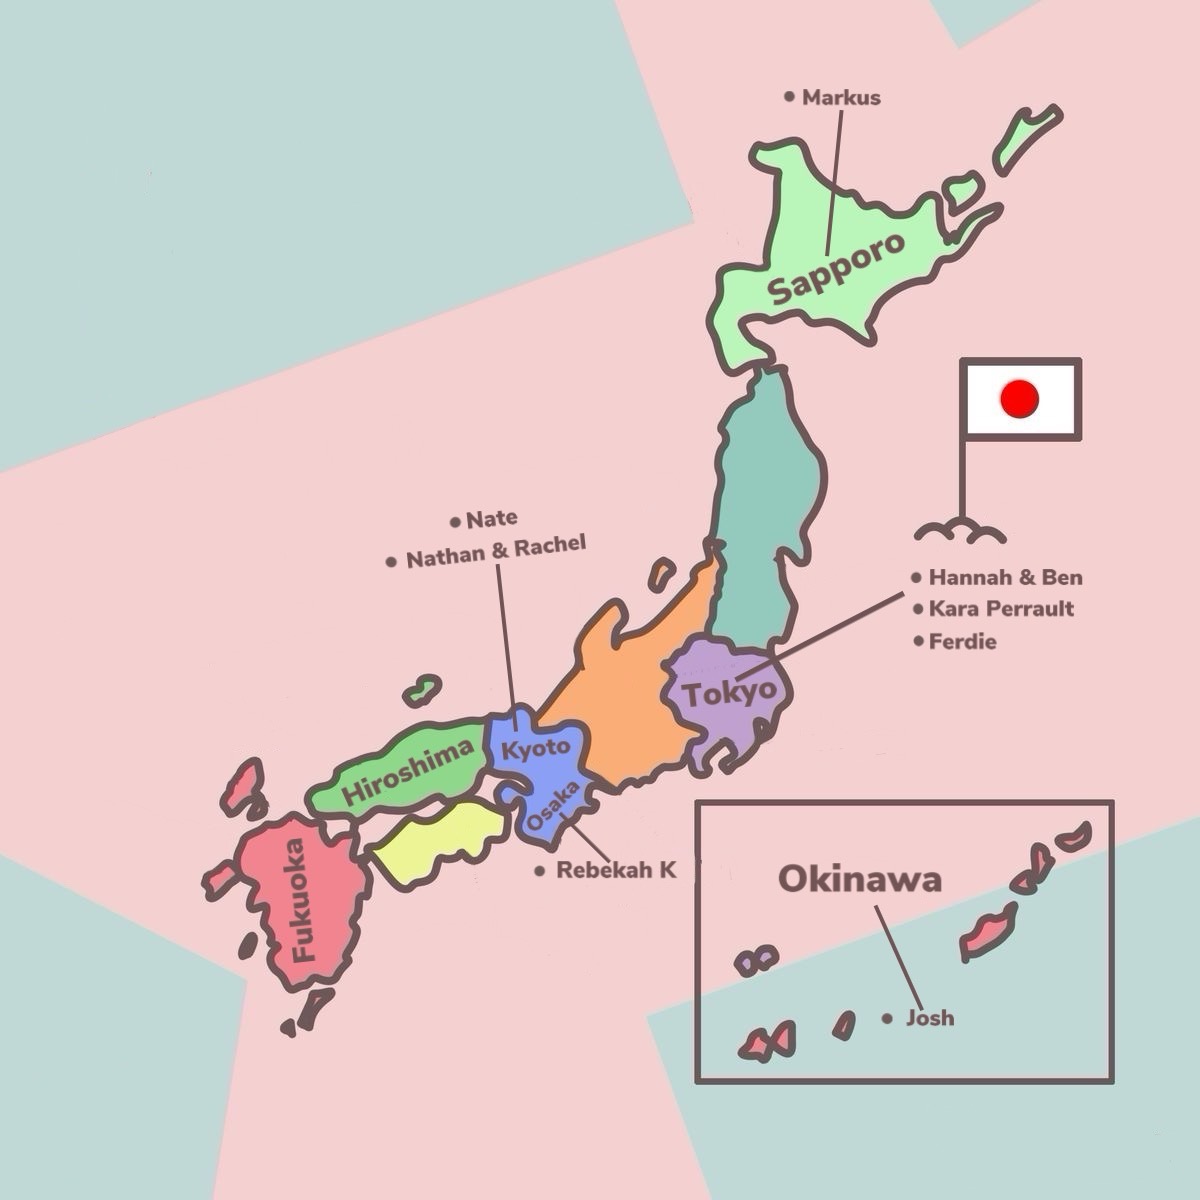 • Markus
Sapporo
• Nate
• Nathan & Rachel
• Hannah & Ben
• Kara Perrault
• Ferdie
Tokyo
Kyoto
Hiroshima
Osaka
• Rebekah K
Fukuoka
Okinawa
• Josh